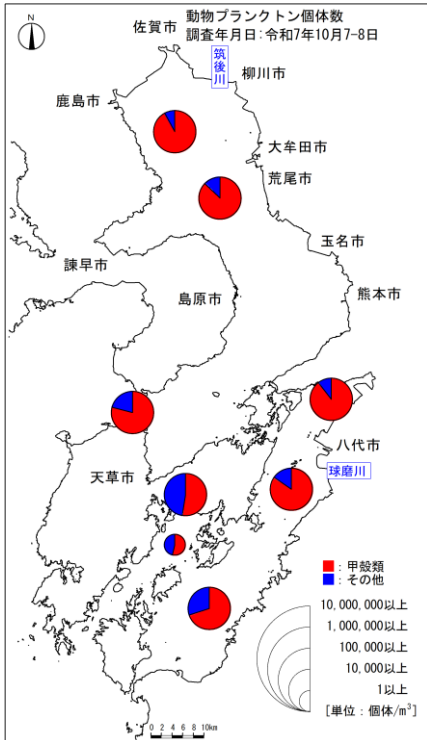 動物プランクトン個体数
調査年月日:令和7年10月7-8日
N
佐賀市
筑後川
柳川市
鹿島市
大牟田市
荒尾市
玉名市
諫早市
島原市
熊本市
八代市
天草市
球磨川
:甲殻類
:その他
10,000,000以上
1,000,000以上
100,000以上
10,000以上
1以上
[単位:個体/m³]
0 2 4 6 8 10km